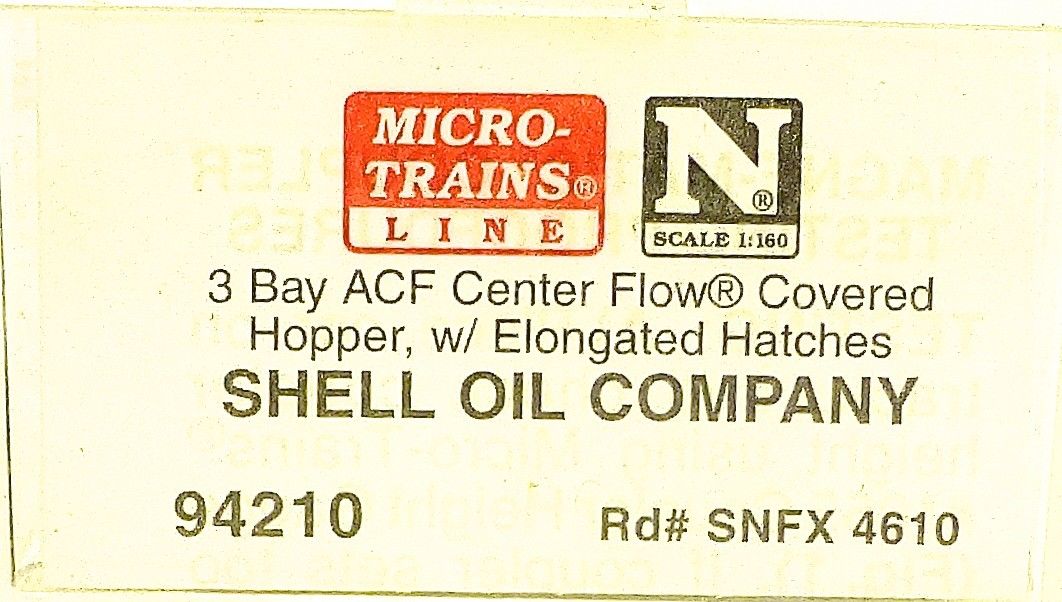 MICRO-
TRAINS®
LINE
N®
SCALE 1:160
3 Bay ACF Center Flow® Covered
Hopper, w/ Elongated Hatches
SHELL OIL COMPANY
94210 Rd# SNFX 4610